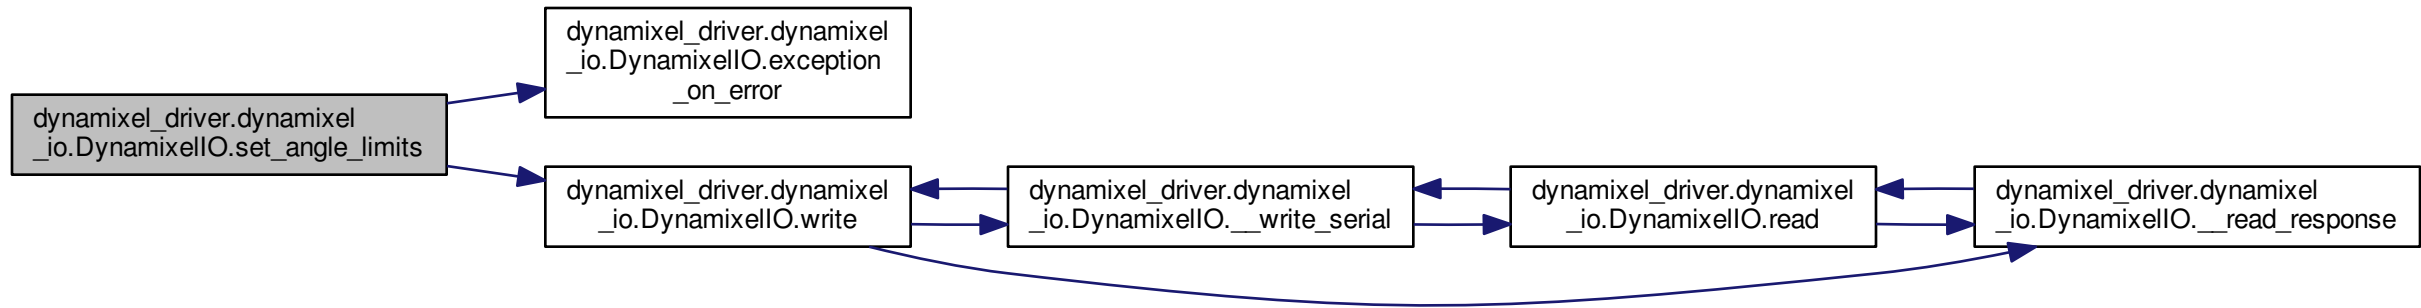 dynamixel_driver.dynamixel
_io.DynamixelIO.exception
_on_error
dynamixel_driver.dynamixel
_io.DynamixelIO.set_angle_limits
dynamixel_driver.dynamixel
_io.DynamixelIO.write
dynamixel_driver.dynamixel
_io.DynamixelIO.__write_serial
dynamixel_driver.dynamixel
_io.DynamixelIO.read
dynamixel_driver.dynamixel
_io.DynamixelIO.__read_response